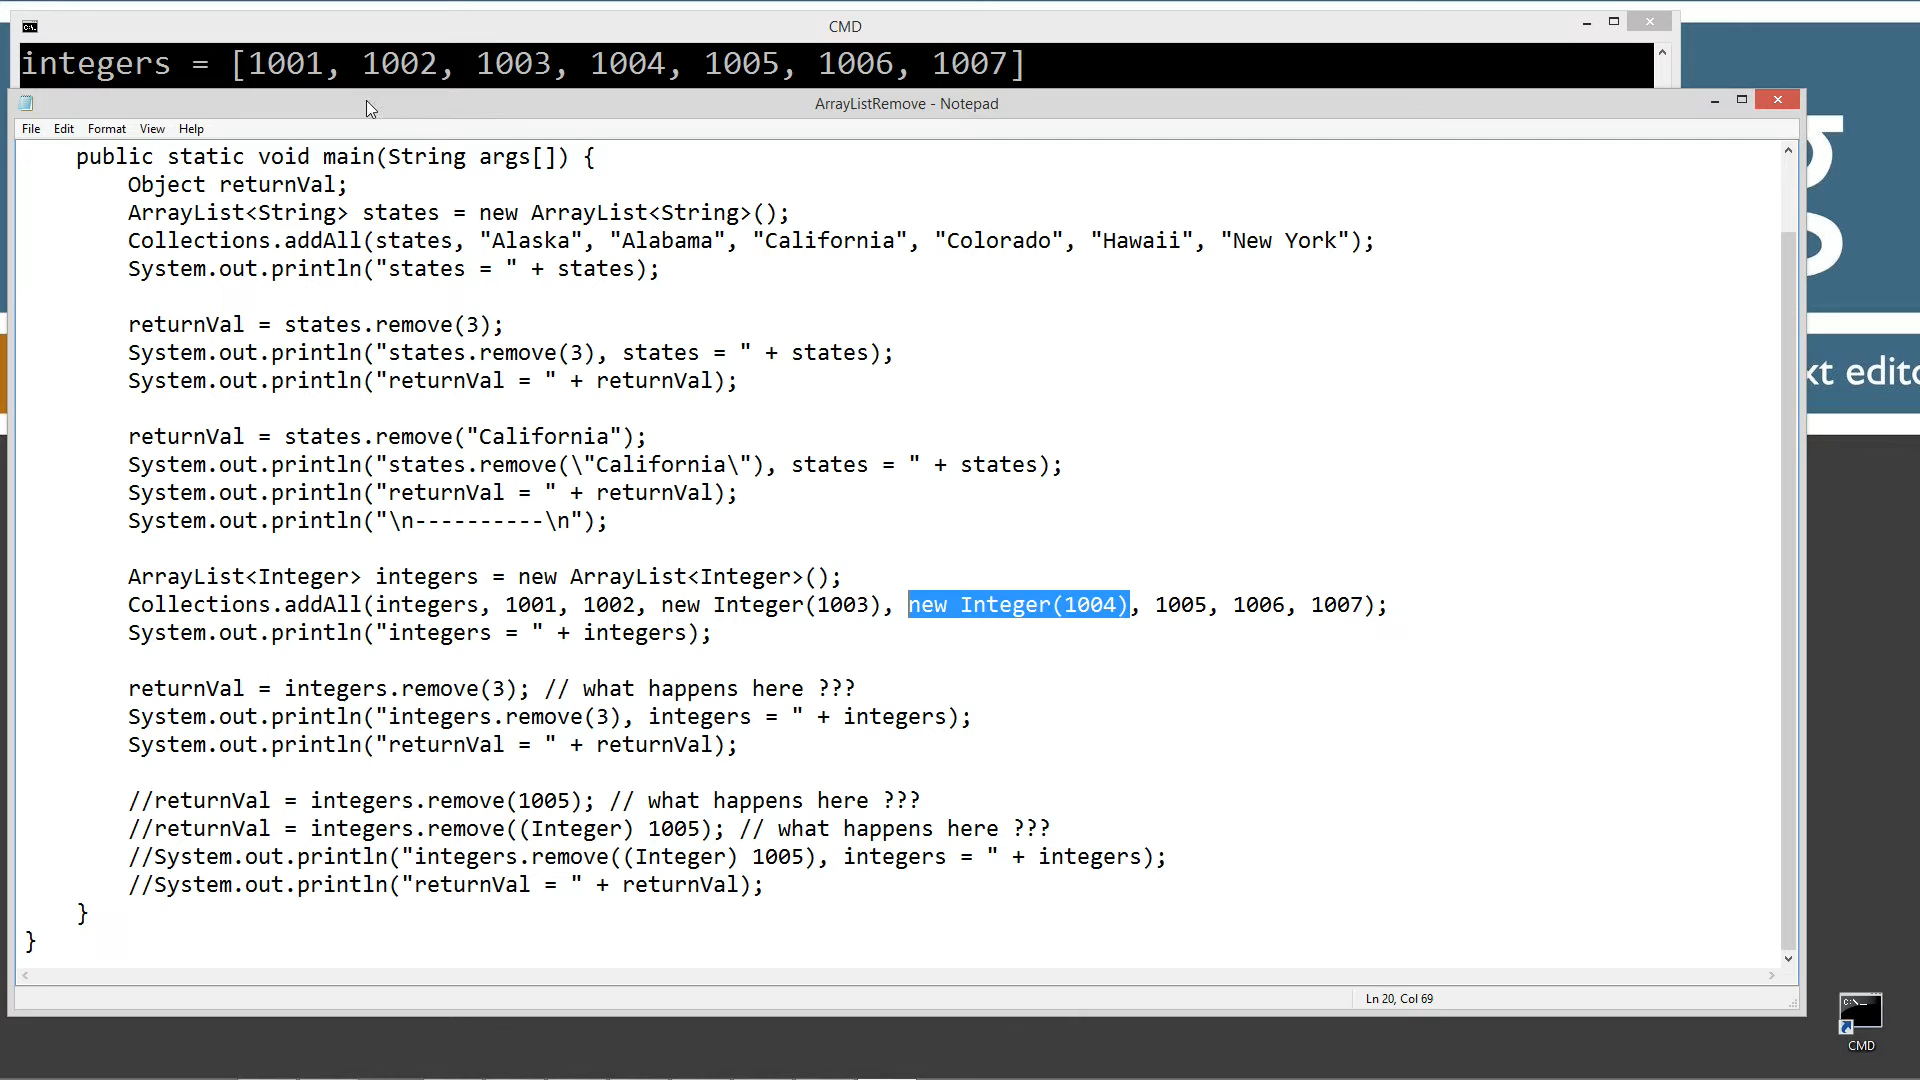 CMD
integers = [1001, 1002, 1003, 1004, 1005, 1006, 1007]
ArrayListRemove - Notepad
File Edit Format View Help
public static void main(String args[]) {
Object returnVal;
ArrayList<String> states = new ArrayList<String>();
Collections.addAll(states, "Alaska", "Alabama", "California", "Colorado", "Hawaii", "New York");
System.out.println("states = " + states);
returnVal = states.remove(3);
System.out.println("states.remove(3), states = " + states);
System.out.println("returnVal = " + returnVal);
returnVal = states.remove("California");
System.out.println("states.remove(\"California\"), states = " + states);
System.out.println("returnVal = " + returnVal);
System.out.println("\n----------\n");
ArrayList<Integer> integers = new ArrayList<Integer>();
Collections.addAll(integers, 1001, 1002, new Integer(1003), new Integer(1004), 1005, 1006, 1007);
System.out.println("integers = " + integers);
returnVal = integers.remove(3); // what happens here ???
System.out.println("integers.remove(3), integers = " + integers);
System.out.println("returnVal = " + returnVal);
//returnVal = integers.remove(1005); // what happens here ???
//returnVal = integers.remove((Integer) 1005); // what happens here ???
//System.out.println("integers.remove((Integer) 1005), integers = " + integers);
//System.out.println("returnVal = " + returnVal);
}
}
Ln 20, Col 69
CMD